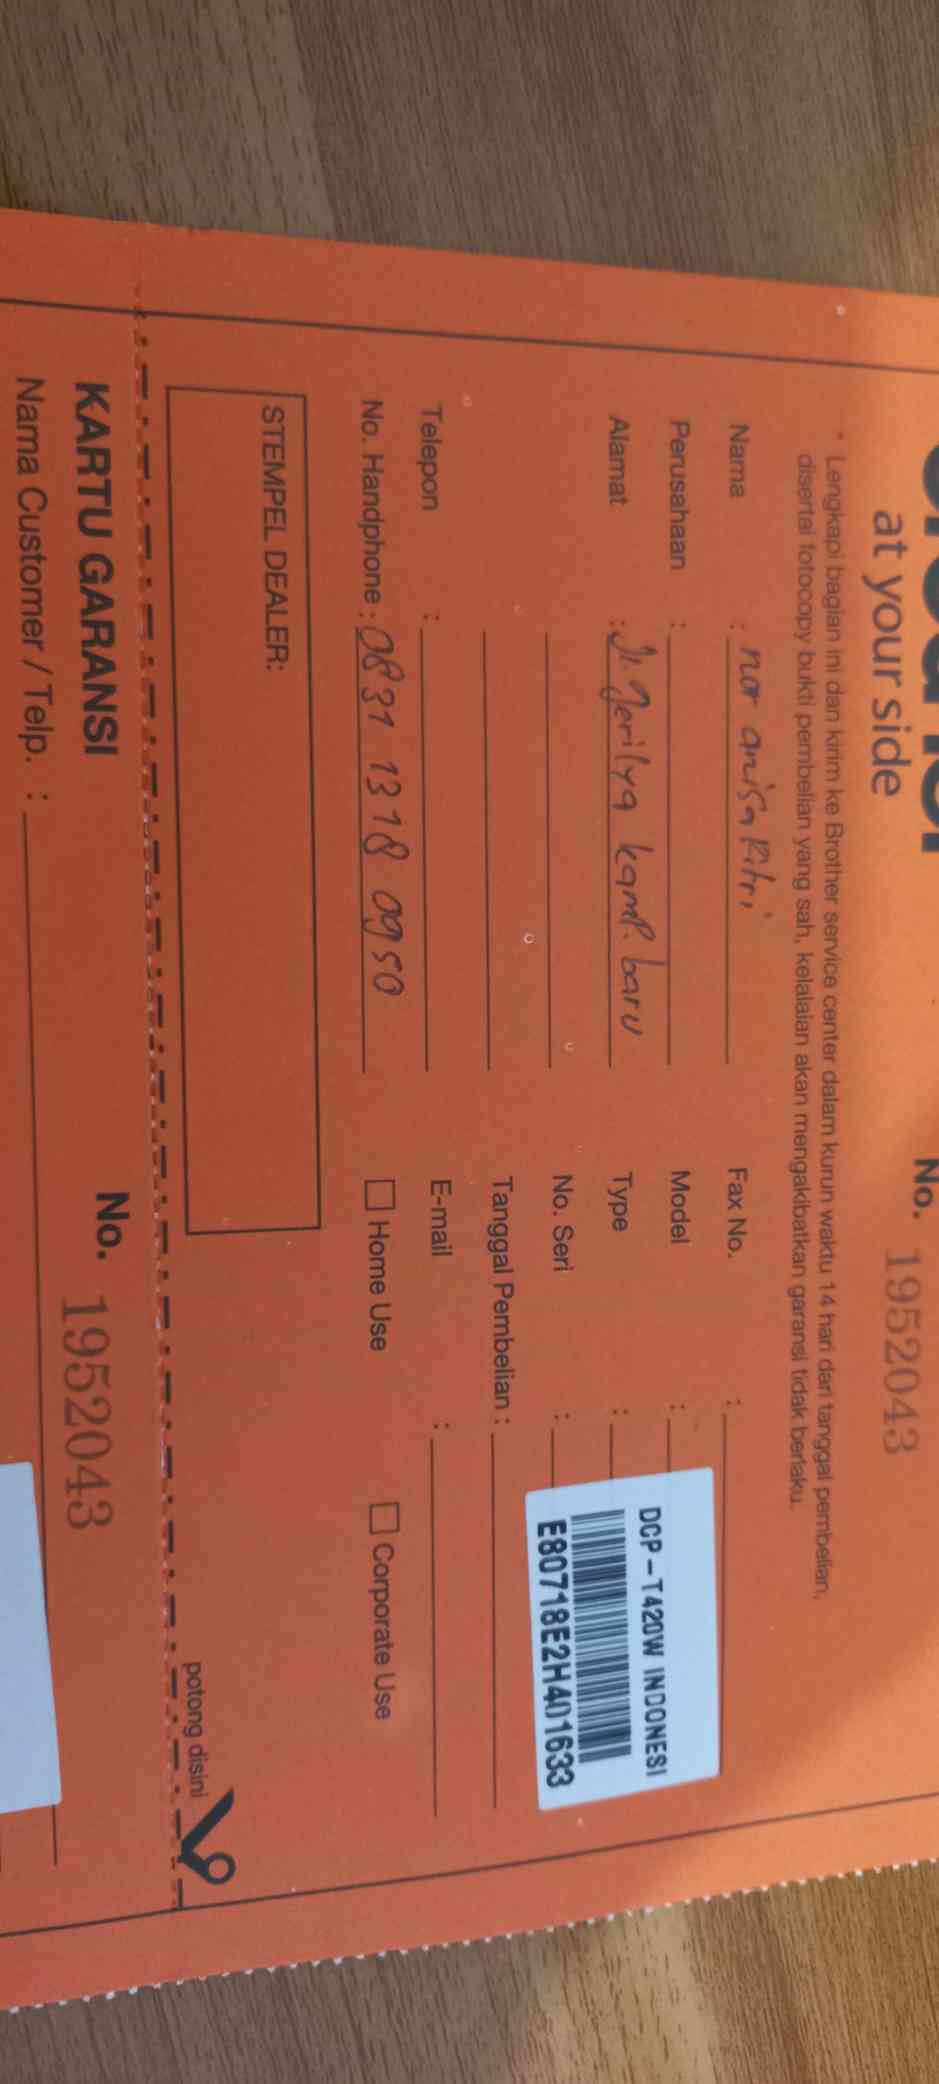 at your side
No. 1952043
* Lengkapi bagian ini dan kirim ke Brother service center dalam kurun waktu 14 hari dari tanggal pembelian,
disertai fotocopy bukti pembelian yang sah, kelalaian akan mengakibatkan garansi tidak berlaku.
Nama : nor anisa Fitri
Fax No. :
Perusahaan :
Model : DCP-T420W INDONESI
Alamat : Jl. Gerilya kamp. baru
Type :
No. Seri : E80718E2H401633
Tanggal Pembelian :
Telepon :
E-mail :
No. Handphone : 0831 1318 0950
Home Use
Corporate Use
STEMPEL DEALER:
potong disini
KARTU GARANSI
No. 1952043
Nama Customer / Telp. :